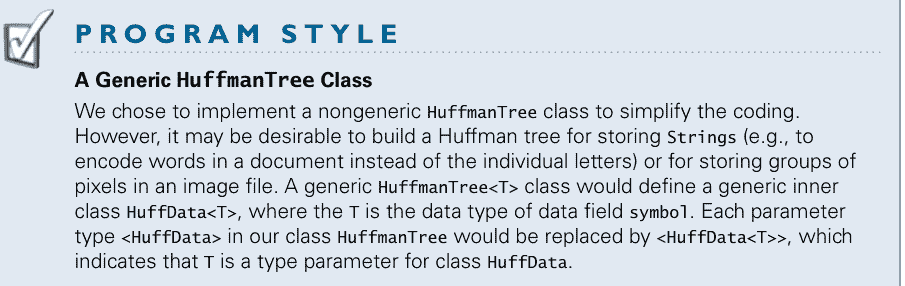 PROGRAM STYLE
A Generic HuffmanTree Class
We chose to implement a nongeneric HuffmanTree class to simplify the coding.
However, it may be desirable to build a Huffman tree for storing Strings (e.g., to
encode words in a document instead of the individual letters) or for storing groups of
pixels in an image file. A generic HuffmanTree<T> class would define a generic inner
class HuffData<T>, where the T is the data type of data field symbol. Each parameter
type <HuffData> in our class HuffmanTree would be replaced by <HuffData<T>>, which
indicates that T is a type parameter for class HuffData.